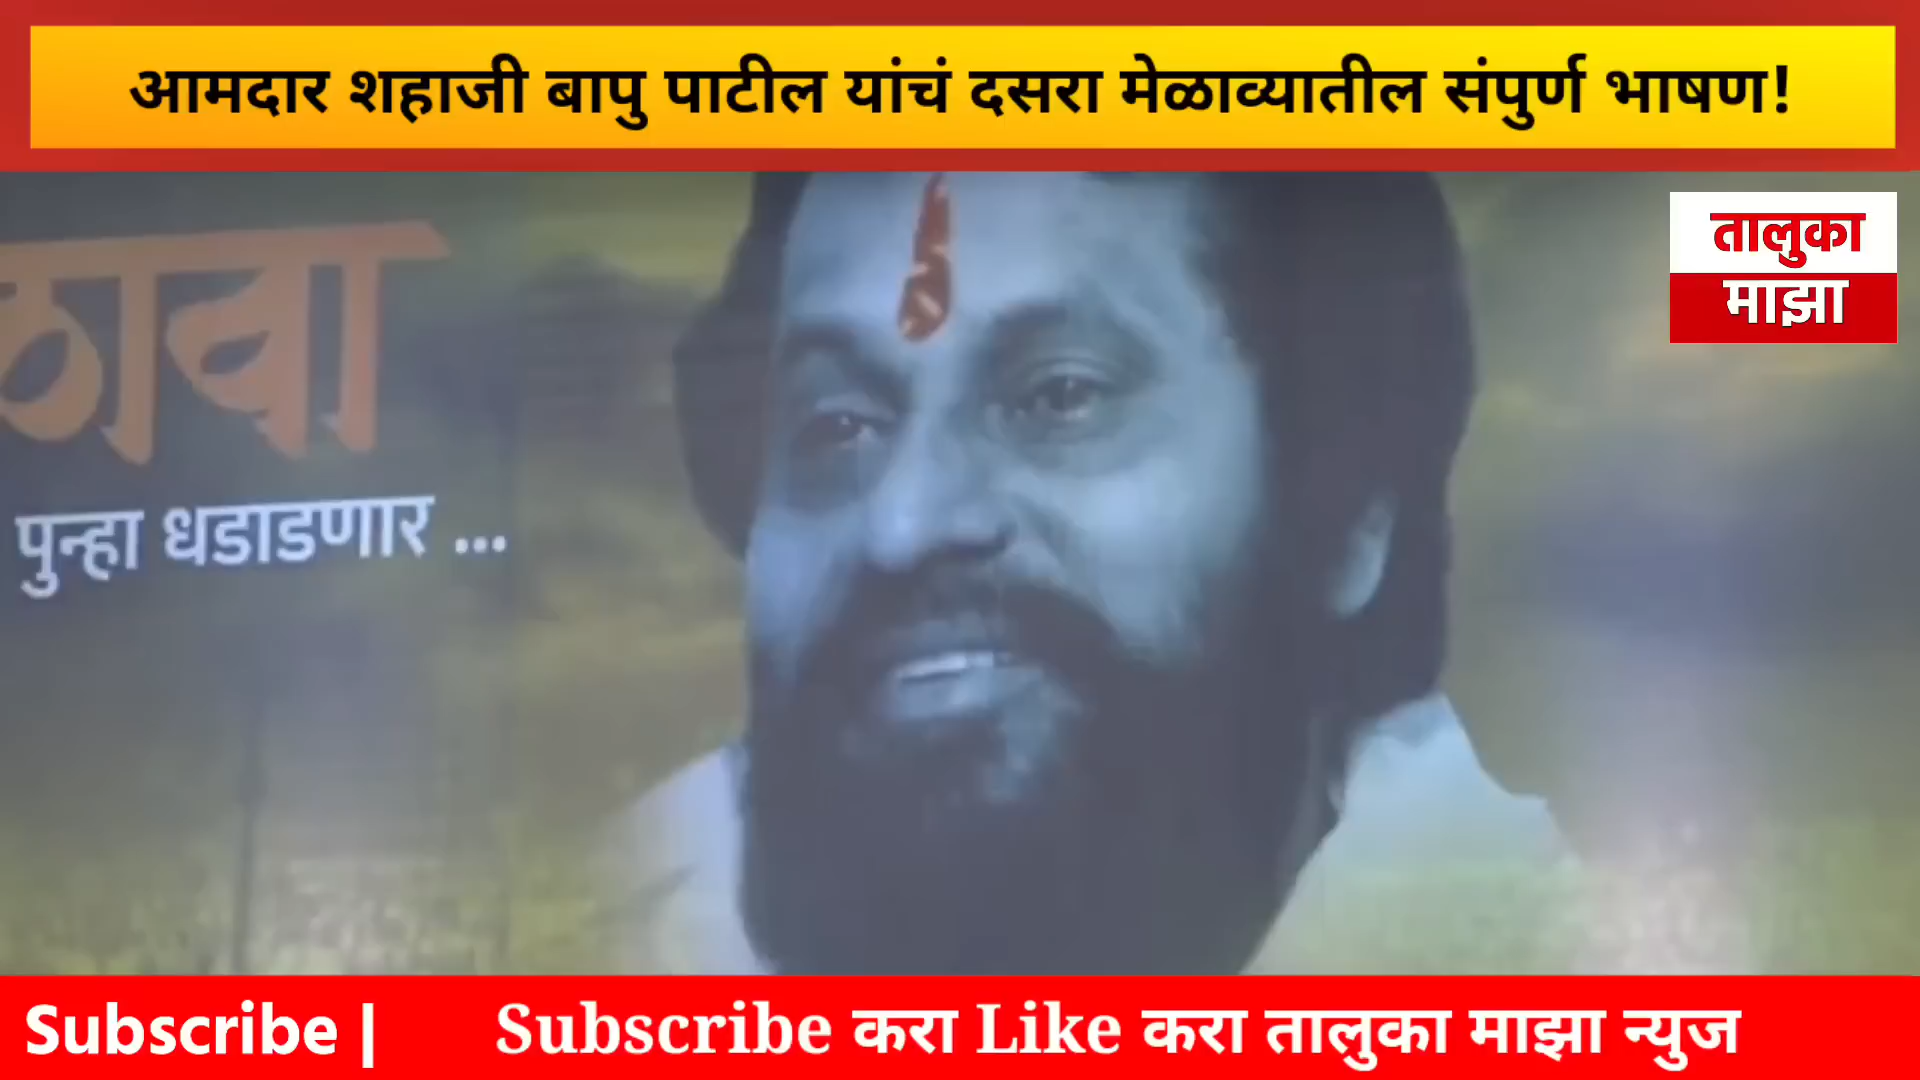 आमदार शहाजी बापु पाटील यांचं दसरा मेळाव्यातील संपुर्ण भाषण!
तालुका
माझा
ठावा
पुन्हा धडाडणार ...
Subscribe | Subscribe करा Like करा तालुका माझा न्युज